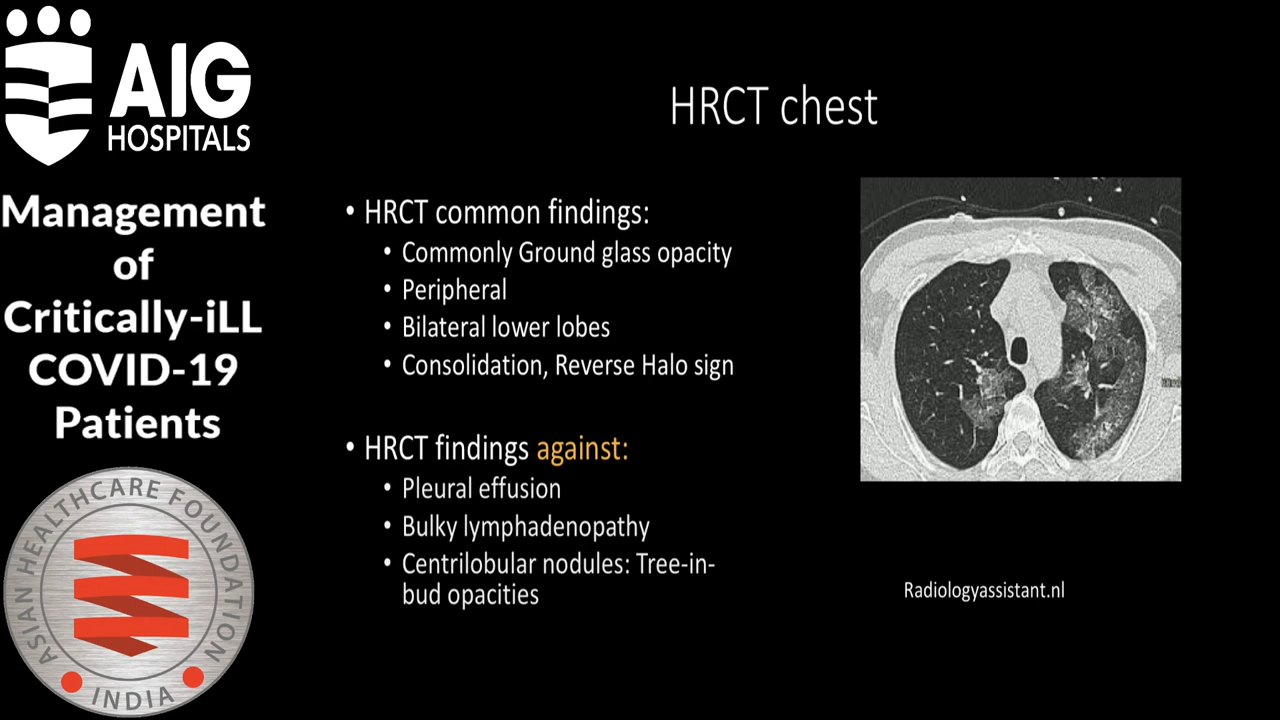 AIG
HOSPITALS
Management
of
Critically-iLL
COVID-19
Patients
ASIAN HEALTHCARE FOUNDATION
INDIA
HRCT chest
• HRCT common findings:
• Commonly Ground glass opacity
• Peripheral
• Bilateral lower lobes
• Consolidation, Reverse Halo sign
• HRCT findings against:
• Pleural effusion
• Bulky lymphadenopathy
• Centrilobular nodules: Tree-in-
bud opacities
Radiologyassistant.nl